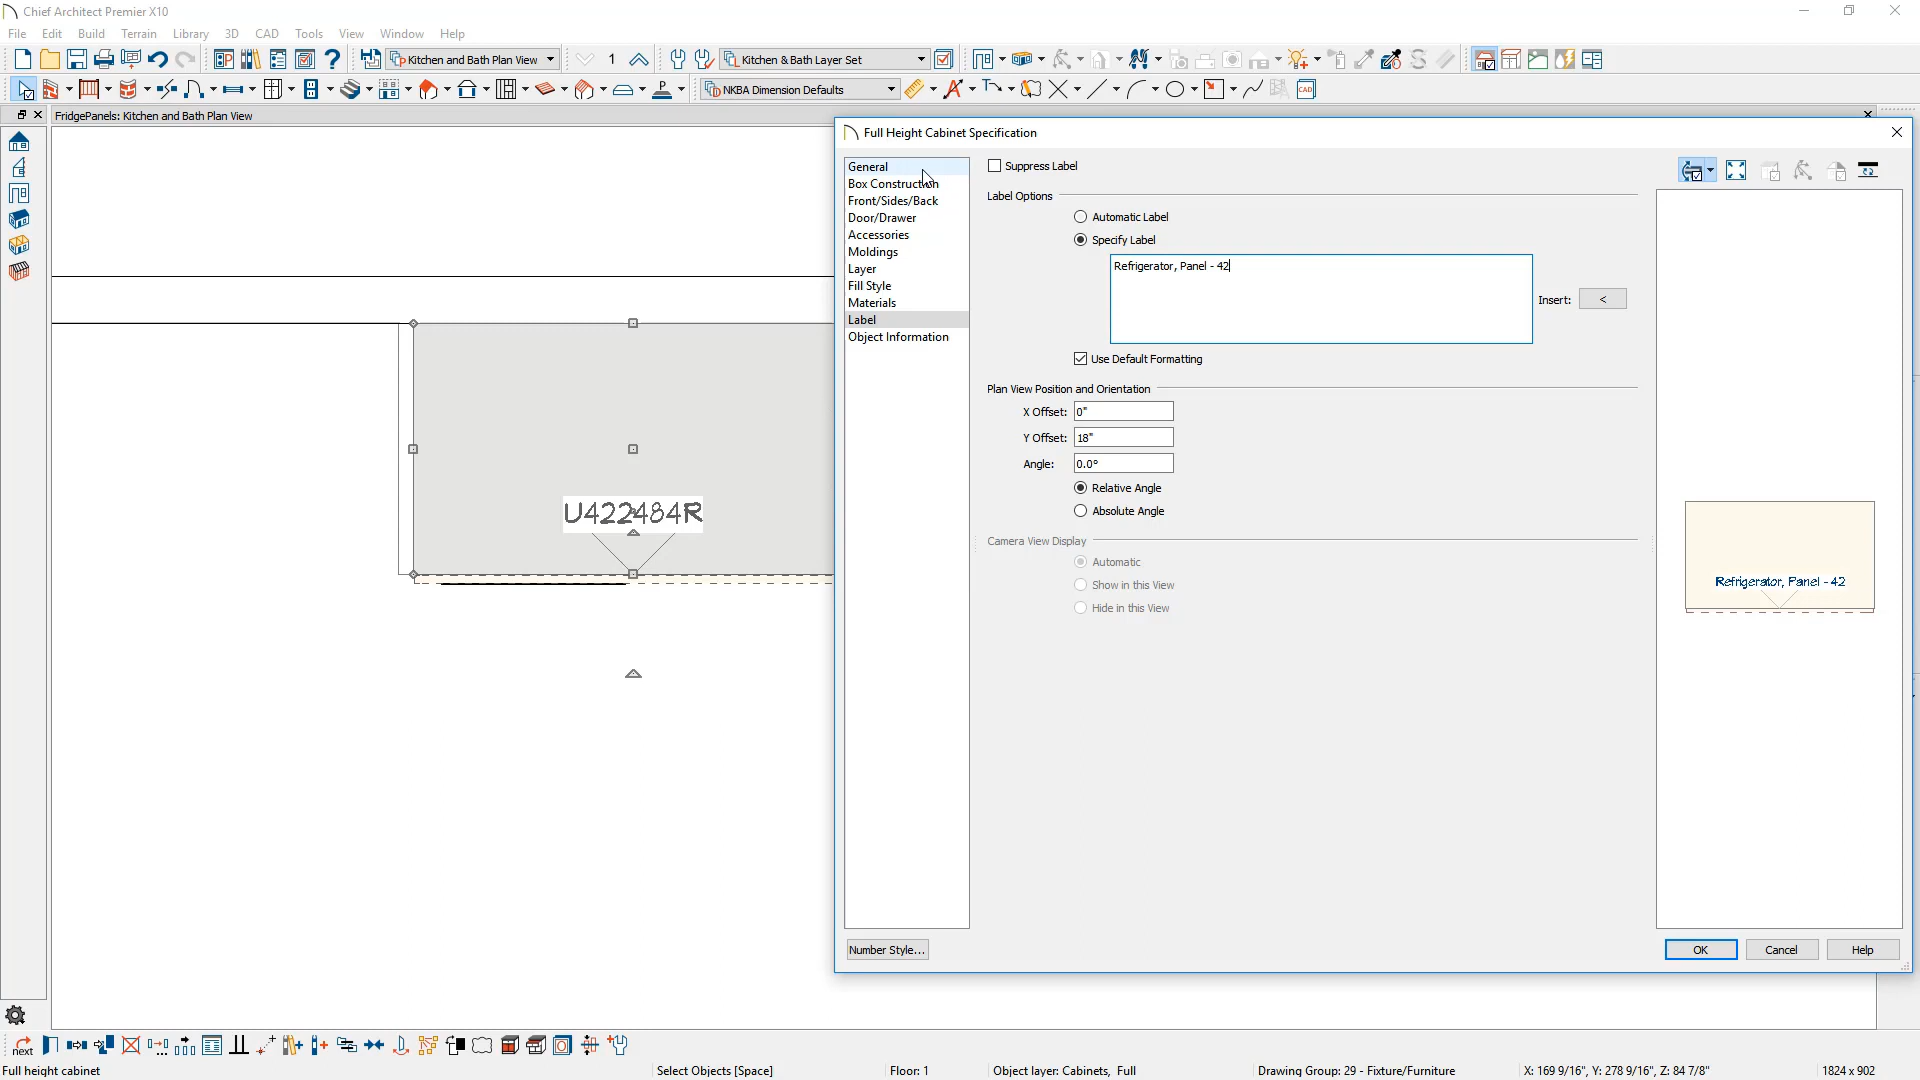 Chief Architect Premier X10
File Edit Build Terrain Library 3D CAD Tools View Window Help
Kitchen and Bath Plan View 1 Kitchen & Bath Layer Set
NKBA Dimension Defaults CAD
FridgePanels: Kitchen and Bath Plan View
Full Height Cabinet Specification
General
Box Construction
Front/Sides/Back
Door/Drawer
Accessories
Moldings
Layer
Fill Style
Materials
Label
Object Information
Suppress Label
Label Options
Automatic Label
Specify Label
Refrigerator, Panel - 42
Insert: <
Use Default Formatting
Plan View Position and Orientation
X Offset: 0"
Y Offset: 18"
Angle: 0.0°
Relative Angle
Absolute Angle
Camera View Display
Automatic
Show in this View
Hide in this View
U422484R
Refrigerator, Panel - 42
Number Style...
OK Cancel Help
next
Full height cabinet Select Objects [Space] Floor: 1 Object layer: Cabinets, Full Drawing Group: 29 - Fixture/Furniture X: 169 9/16", Y: 278 9/16", Z: 84 7/8" 1824 x 902